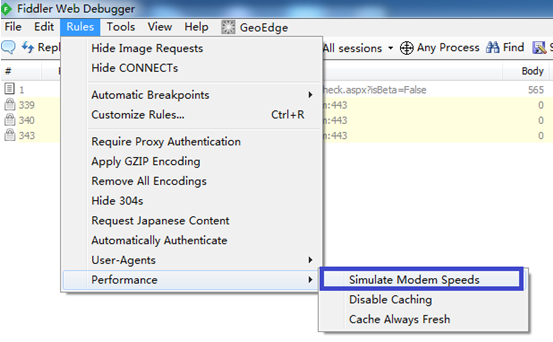 Fiddler Web Debugger
File Edit Rules Tools View Help GeoEdge
Repl All sessions Any Process Find S
# Body
1 heck.aspx?isBeta=False 565
339 m:443 0
340 m:443 0
343 m:443 0
Hide Image Requests
Hide CONNECTs
Automatic Breakpoints
Customize Rules... Ctrl+R
Require Proxy Authentication
Apply GZIP Encoding
Remove All Encodings
Hide 304s
Request Japanese Content
Automatically Authenticate
User-Agents
Performance
Simulate Modem Speeds
Disable Caching
Cache Always Fresh